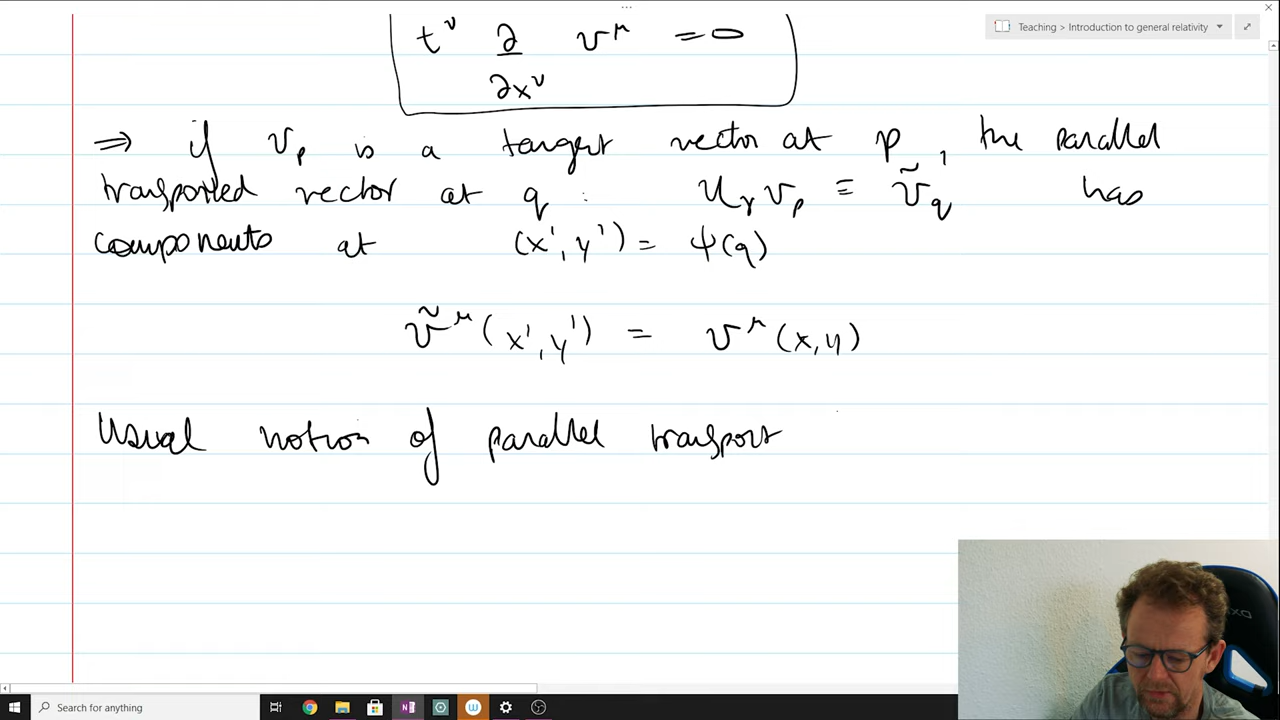 Teaching > Introduction to general relativity
t^ν ∂/∂x^ν v^μ = 0
⇒ if v_p is a tangent vector at p, the parallel
transported vector at q : U_γ v_p ≡ ṽ_q has
components at (x', y') = ψ(q)
ṽ^μ (x', y') = v^μ (x, y)
Usual notion of parallel transport
Search for anything